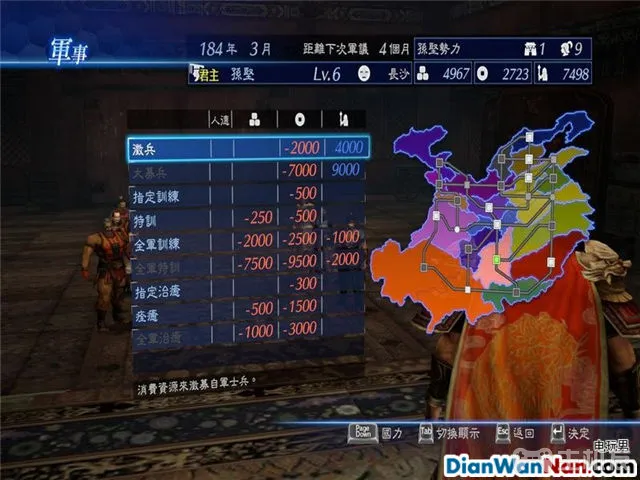 軍事
184年 3月 距離下次軍議 4個月 孫堅勢力 1 9
君主 孫堅 Lv.6 長沙 4967 2723 7498
人選
激兵 -2000 4000
大募兵 -7000 9000
指定訓練 -500
特訓 -250 -500
全軍訓練 -2000 -2500 -1000
全軍特訓 -7500 -9500 -2000
指定治癒 -300
痊癒 -500 -1500
全軍治癒 -1000 -3000
消費資源來激募自軍士兵。
Page Down 國力 Tab 切換顯示 Esc 返回 決定
电玩男
DianWanNan.com